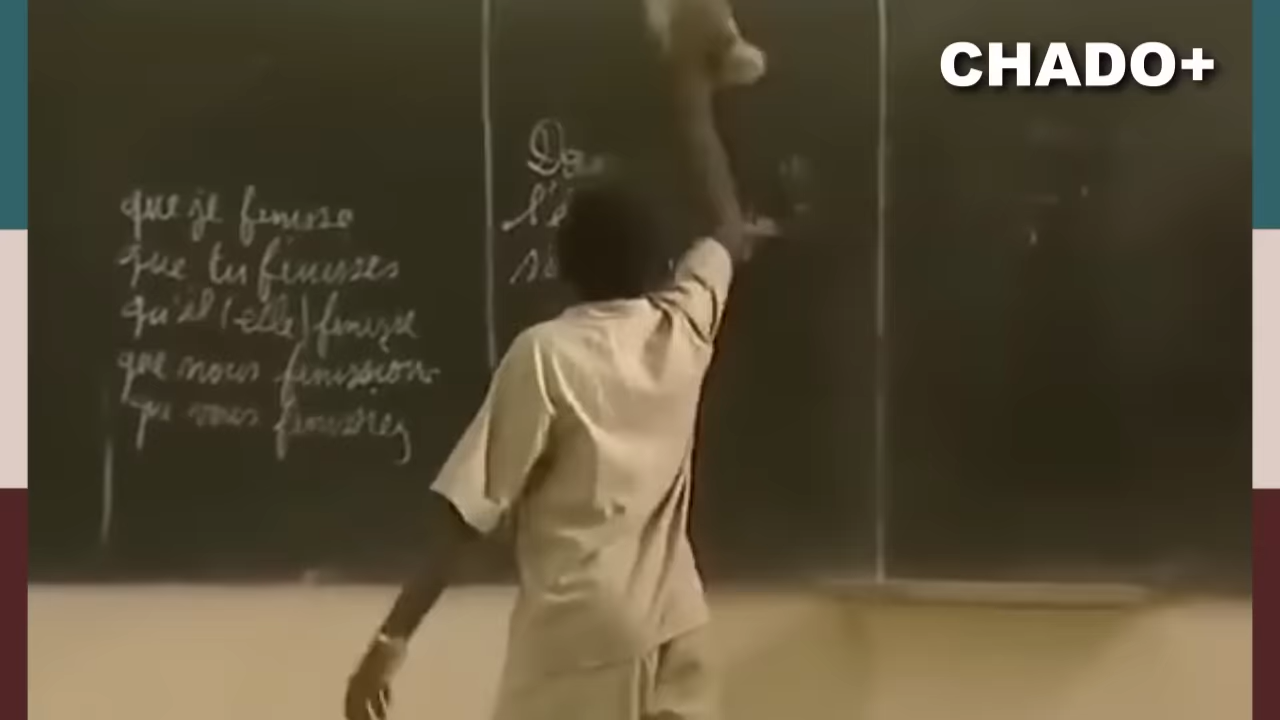 CHADO+
que je finisse
que tu finisses
qu'il (elle) finisse
que nous finissions
que vous finissiez